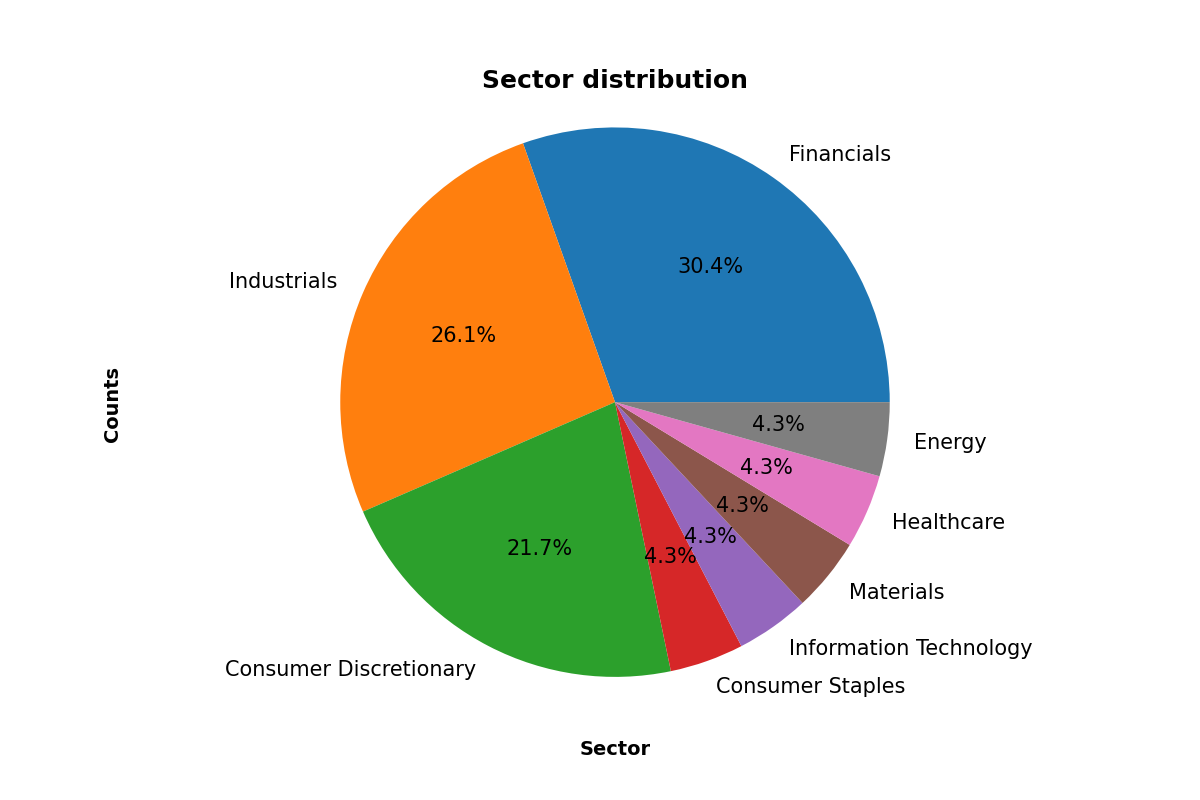 Sector distribution
Financials
30.4%
Industrials
26.1%
Counts
4.3%
Energy
4.3%
Healthcare
4.3%
Materials
4.3%
Information Technology
4.3%
Consumer Staples
21.7%
Consumer Discretionary
Sector